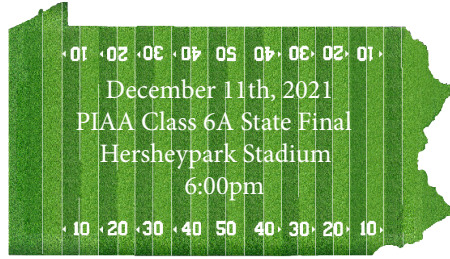 10 20 30 40 50 40 30 20 10
December 11th, 2021
PIAA Class 6A State Final
Hersheypark Stadium
6:00pm
10 20 30 40 50 40 30 20 10